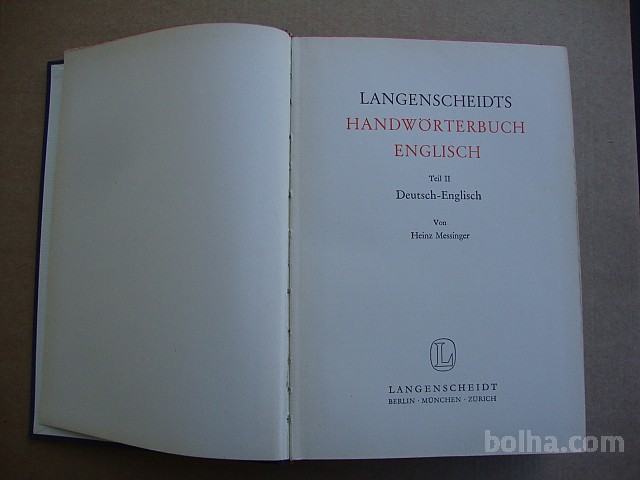 LANGENSCHEIDTS
HANDWÖRTERBUCH
ENGLISCH
Teil II
Deutsch-Englisch
Von
Heinz Messinger
L
LANGENSCHEIDT
BERLIN · MÜNCHEN · ZÜRICH
bolha.com